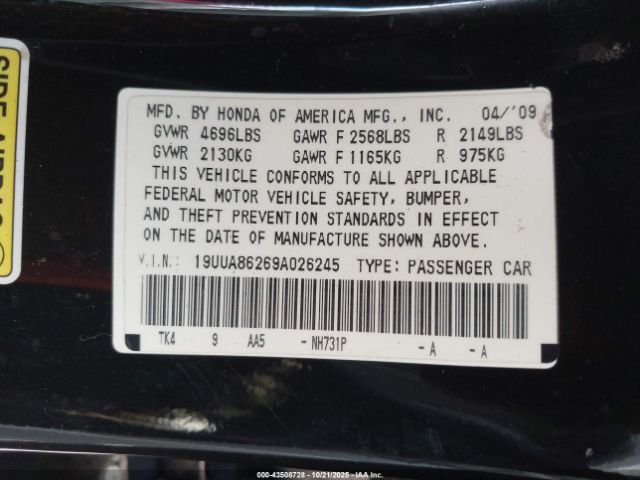 SIDE AIRBAG
MFD. BY HONDA OF AMERICA MFG., INC. 04/'09
GVWR 4696LBS GAWR F 2568LBS R 2149LBS
GVWR 2130KG GAWR F 1165KG R 975KG
THIS VEHICLE CONFORMS TO ALL APPLICABLE
FEDERAL MOTOR VEHICLE SAFETY, BUMPER,
AND THEFT PREVENTION STANDARDS IN EFFECT
ON THE DATE OF MANUFACTURE SHOWN ABOVE.
V.I.N.: 19UUA86269A026245 TYPE: PASSENGER CAR
TK4 9 AA5 -NH731P -A -A
000-43508728 - 10/21/2025 - IAA, LLC